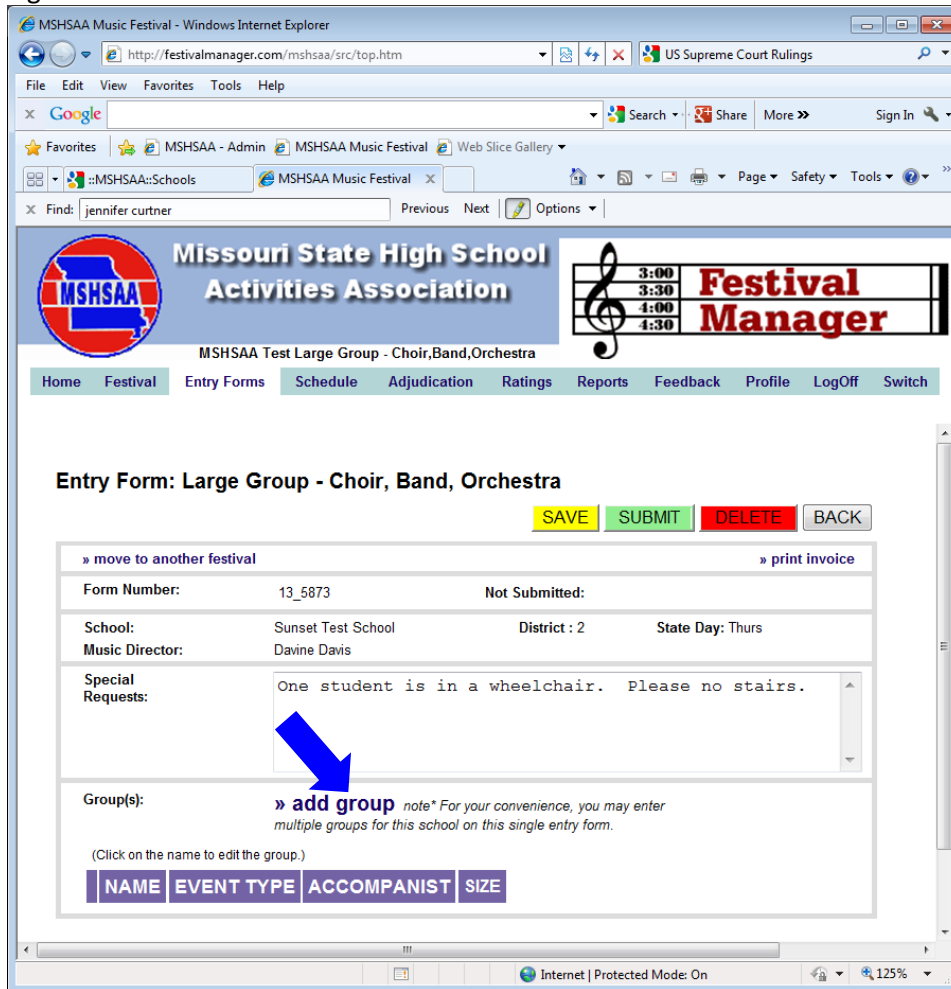 MSHSAA Music Festival - Windows Internet Explorer
http://festivalmanager.com/mshsaa/src/top.htm
US Supreme Court Rulings
File Edit View Favorites Tools Help
x Google Search Share More » Sign In
Favorites MSHSAA - Admin MSHSAA Music Festival Web Slice Gallery
::MSHSAA::Schools MSHSAA Music Festival x Page Safety Tools »
x Find: jennifer curtner Previous Next Options
Missouri State High School
Activities Association
MSHSAA
3:00
3:30
4:00
4:30
Festival
Manager
MSHSAA Test Large Group - Choir,Band,Orchestra
Home Festival Entry Forms Schedule Adjudication Ratings Reports Feedback Profile LogOff Switch
Entry Form: Large Group - Choir, Band, Orchestra
SAVE SUBMIT DELETE BACK
» move to another festival » print invoice
Form Number: 13_5873 Not Submitted:
School: Sunset Test School District : 2 State Day: Thurs
Music Director: Davine Davis
Special
Requests:
One student is in a wheelchair. Please no stairs.
Group(s): » add group note* For your convenience, you may enter
multiple groups for this school on this single entry form.
(Click on the name to edit the group.)
NAME EVENT TYPE ACCOMPANIST SIZE
Internet | Protected Mode: On 125%